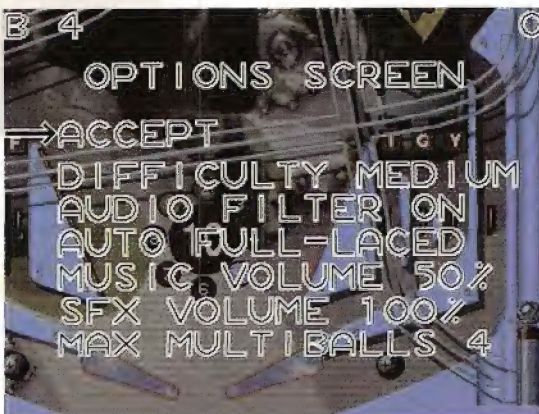 B 4 0
OPTIONS SCREEN
ACCEPT
DIFFICULTY MEDIUM
AUDIO FILTER ON
AUTO FULL-LACED
MUSIC VOLUME 50%
SFX VOLUME 100%
MAX MULTIBALLS 4